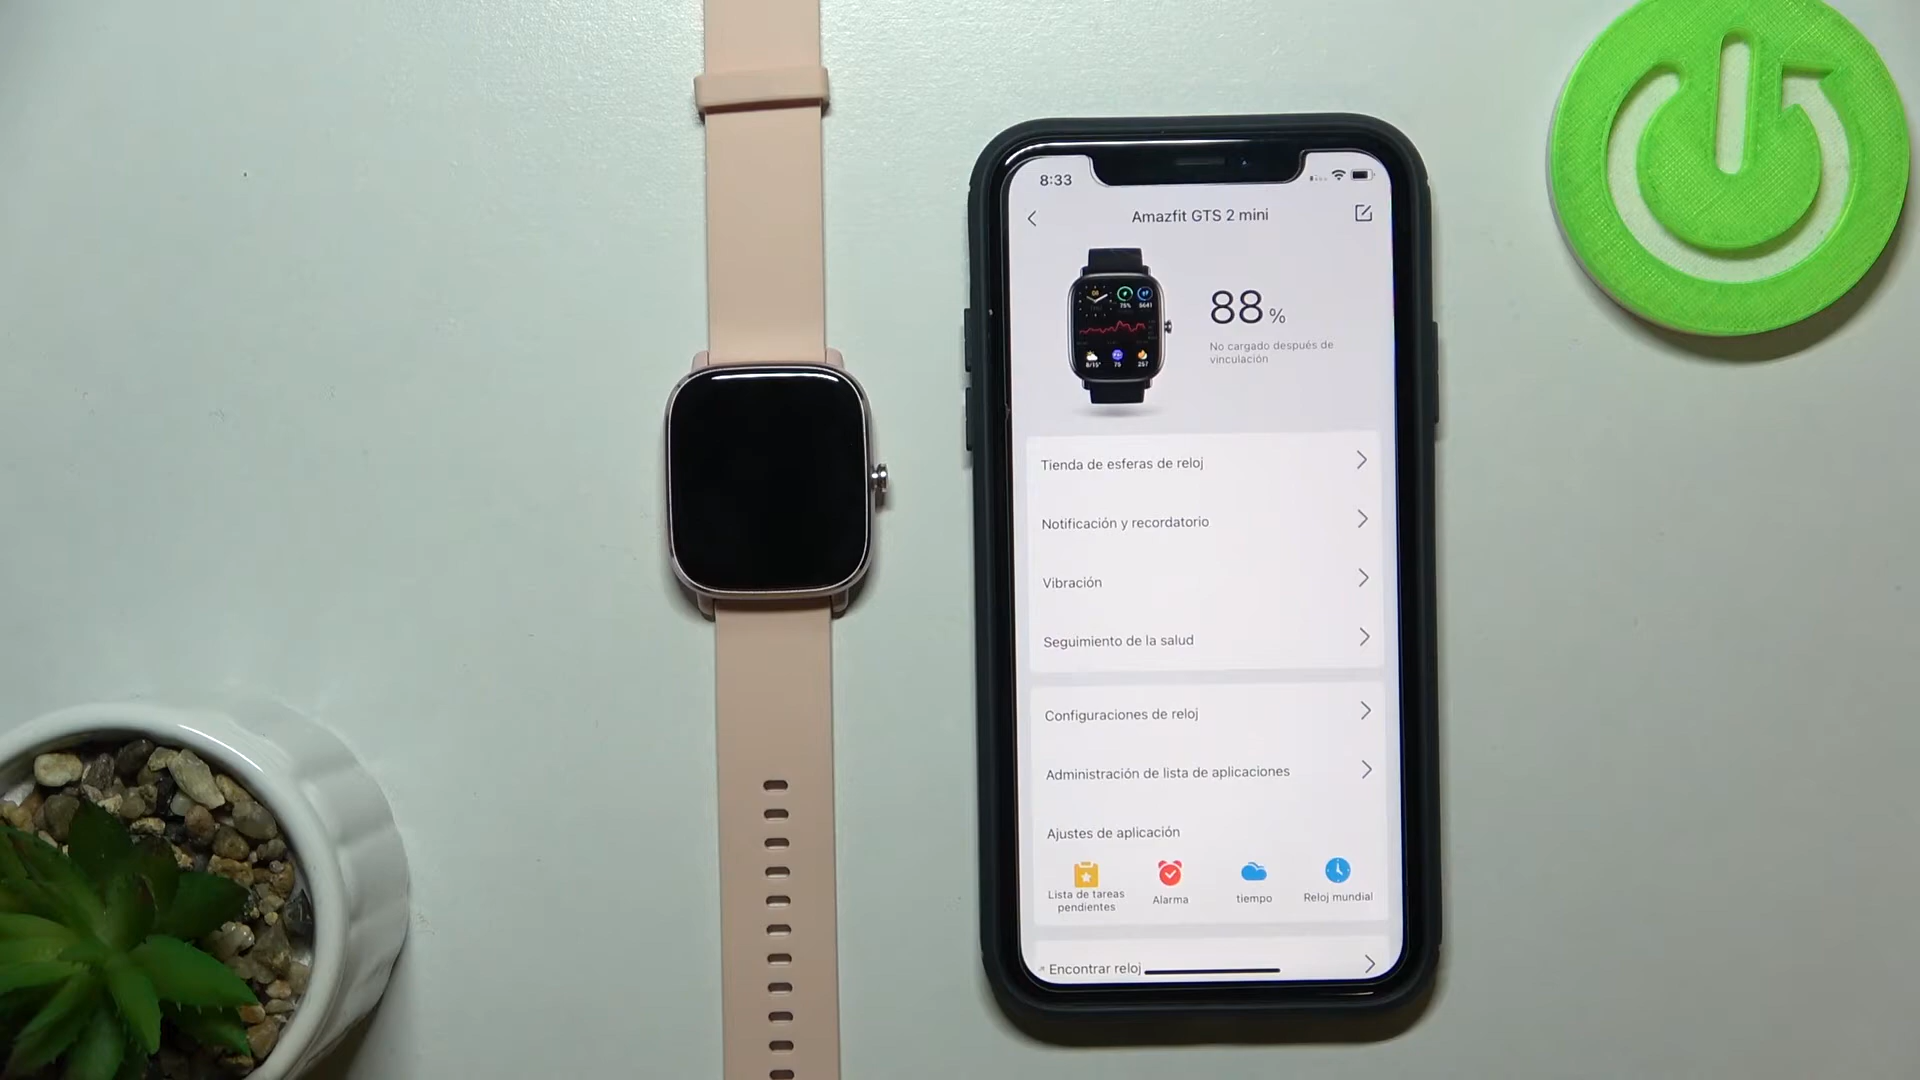 8:33
Amazfit GTS 2 mini
88 %
No cargado después de
vinculación
Tienda de esferas de reloj
Notificación y recordatorio
Vibración
Seguimiento de la salud
Configuraciones de reloj
Administración de lista de aplicaciones
Ajustes de aplicación
Lista de tareas
pendientes
Alarma
tiempo
Reloj mundial
Encontrar reloj